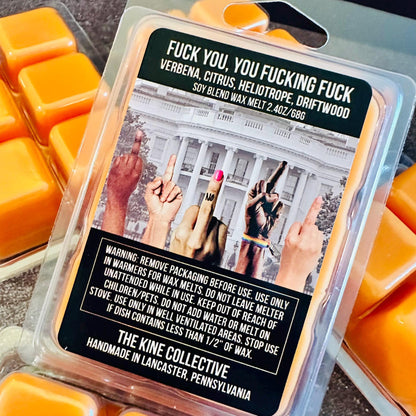 FUCK YOU, YOU FUCKING FUCK
VERBENA, CITRUS, HELIOTROPE, DRIFTWOOD
SOY BLEND WAX MELT 2.4OZ/68G
WARNING: REMOVE PACKAGING BEFORE USE. USE ONLY
IN WARMERS FOR WAX MELTS. DO NOT LEAVE MELTER
UNATTENDED WHILE IN USE. KEEP OUT OF REACH OF
CHILDREN/PETS. DO NOT ADD WATER OR MELT ON
STOVE. USE ONLY IN WELL VENTILATED AREAS. STOP USE
IF DISH CONTAINS LESS THAN 1/2" OF WAX.
THE KINE COLLECTIVE
HANDMADE IN LANCASTER, PENNSYLVANIA